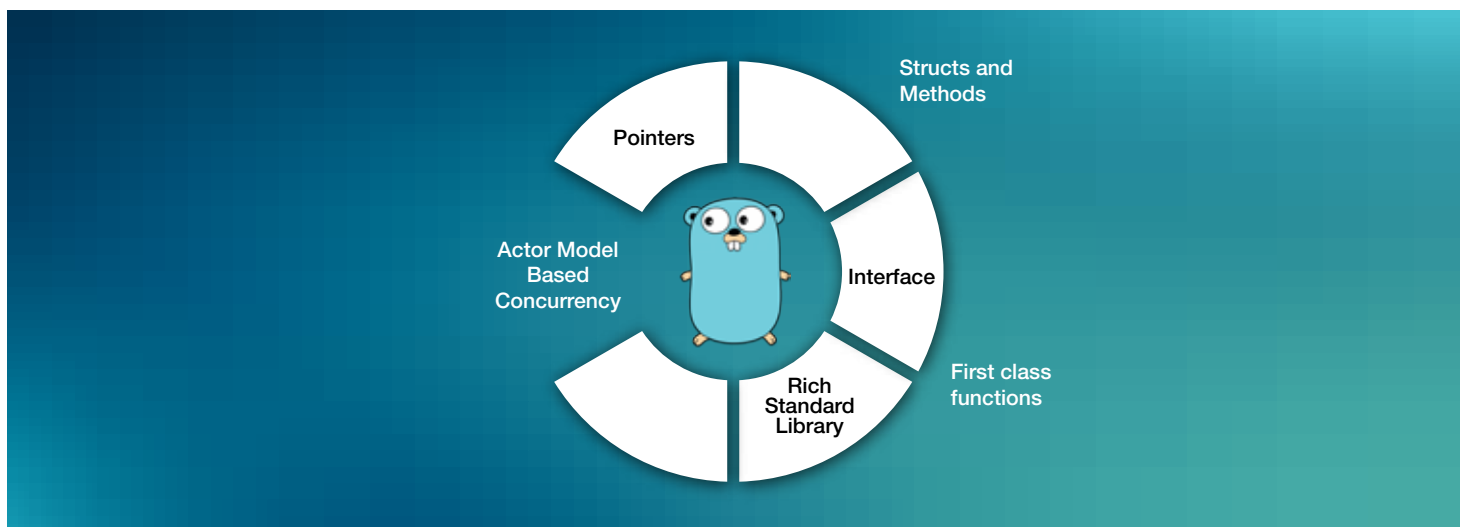 Structs and
Methods
Pointers
Actor Model
Based
Concurrency
Interface
First class
functions
Rich
Standard
Library